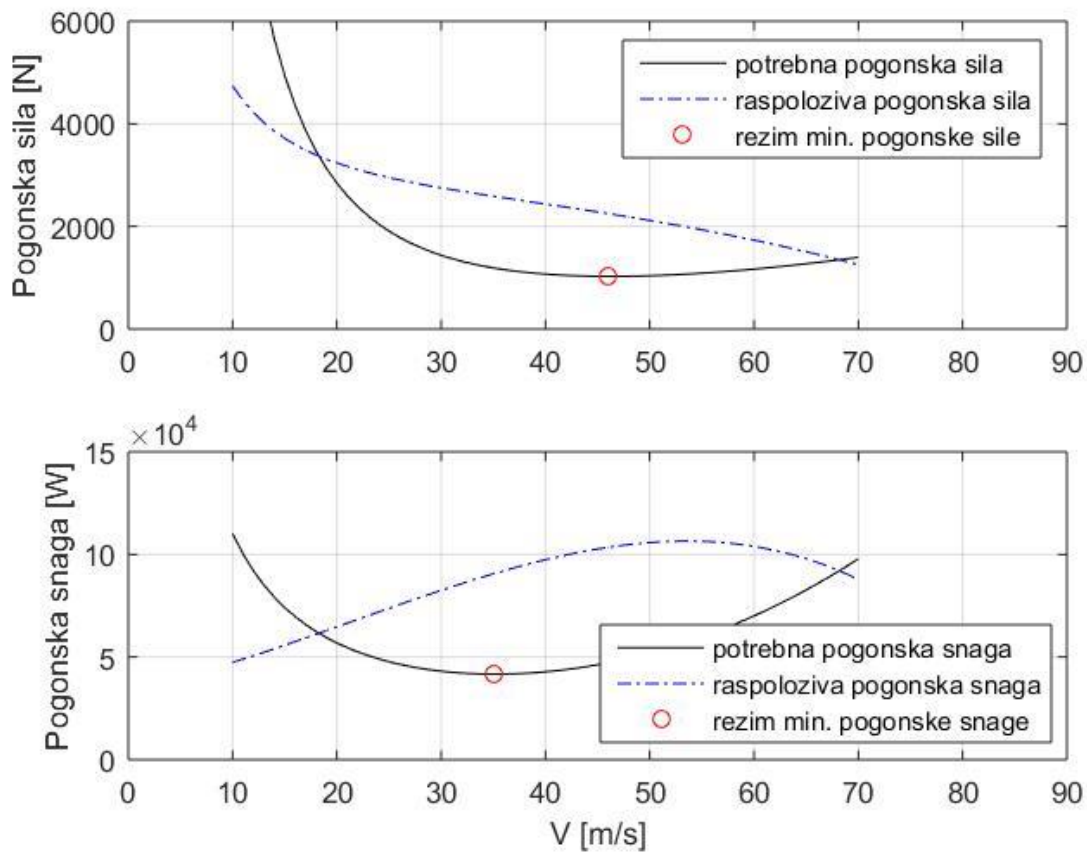 Pogonska sila [N]
6000
4000
2000
0
potrebna pogonska sila
raspoloziva pogonska sila
rezim min. pogonske sile
0 10 20 30 40 50 60 70 80 90
Pogonska snaga [W]
×10^4
15
10
5
0
potrebna pogonska snaga
raspoloziva pogonska snaga
rezim min. pogonske snage
0 10 20 30 40 50 60 70 80 90
V [m/s]